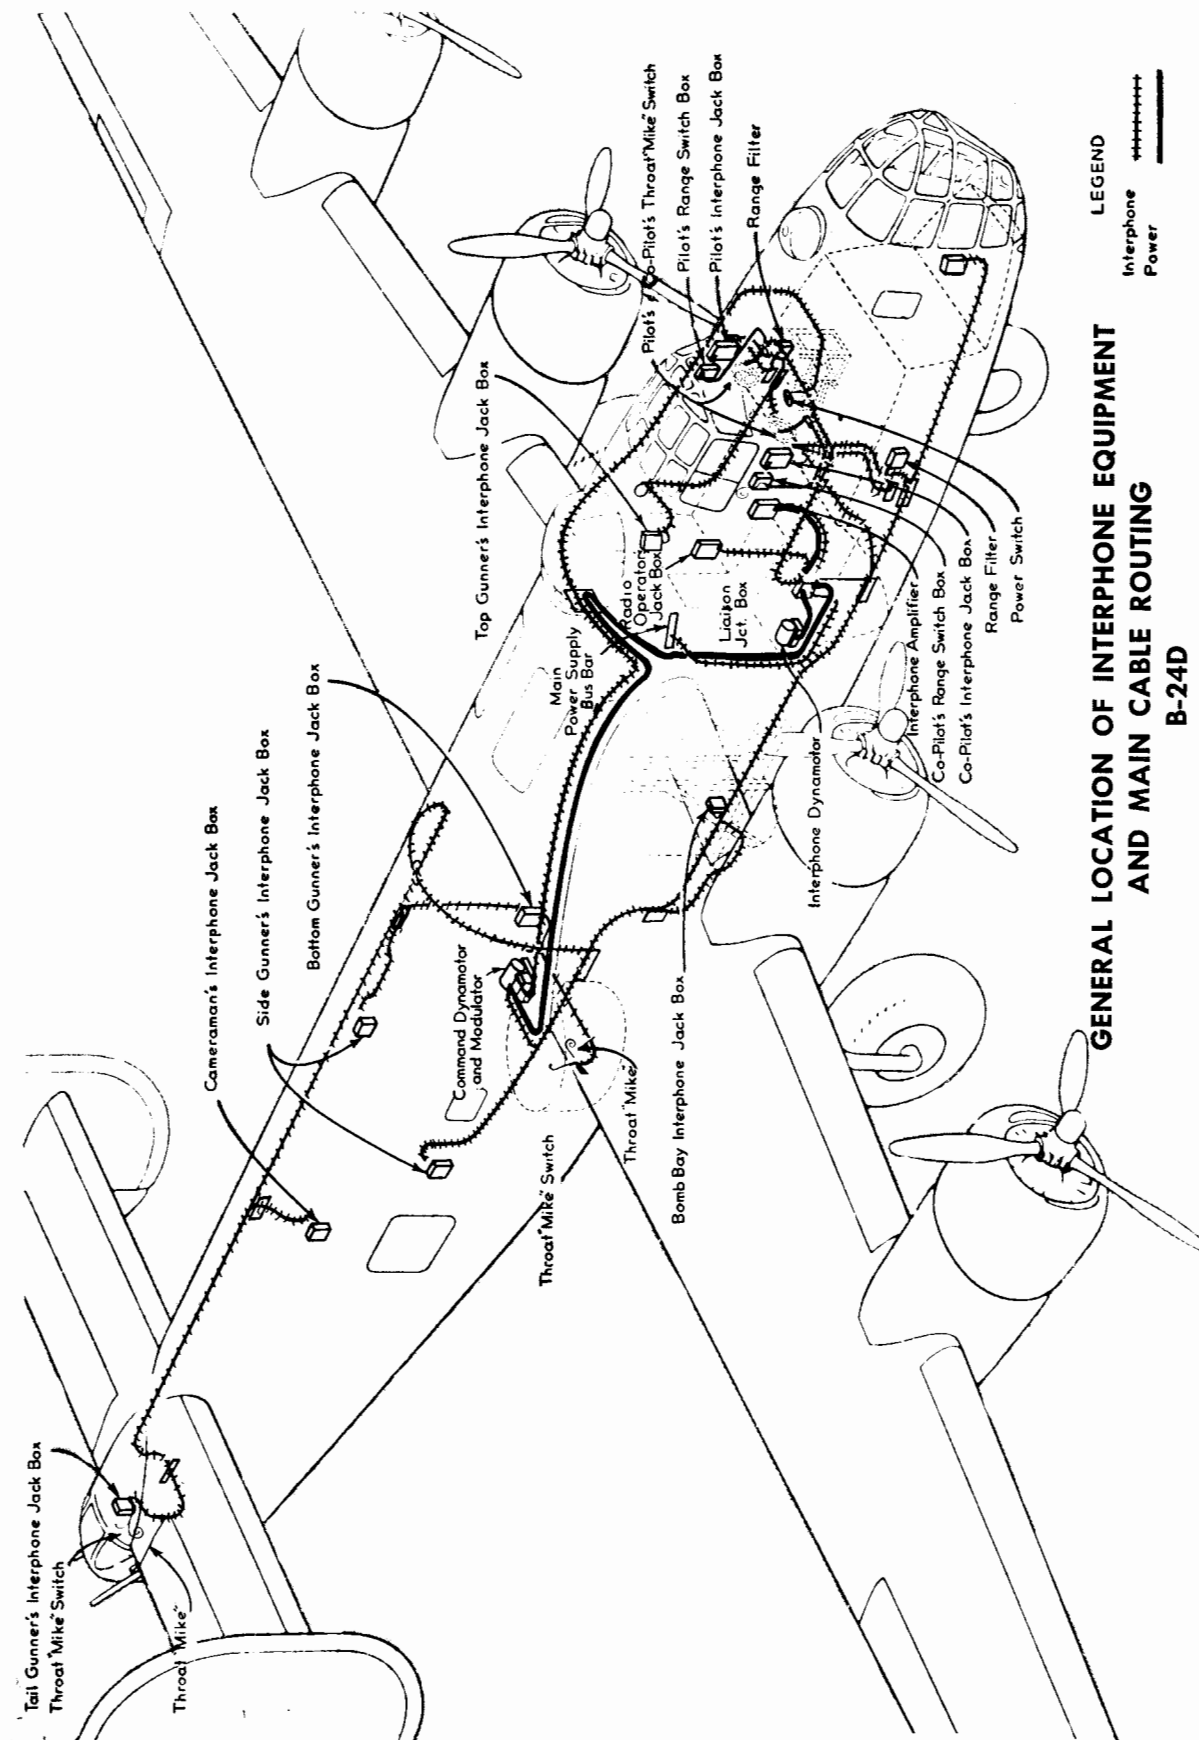 Tail Gunner's Interphone Jack Box
Throat "Mike" Switch
Throat "Mike"
Cameraman's Interphone Jack Box
Side Gunner's Interphone Jack Box
Bottom Gunner's Interphone Jack Box
Command Dynamotor
and Modulator
Throat "Mike" Switch
Throat "Mike"
Bomb Bay Interphone Jack Box
Top Gunner's Interphone Jack Box
Main
Power Supply
Bus Bar
Radio
Operator
Jack Box
Liaison
Jct. Box
Pilot's Co-Pilot's Throat "Mike" Switch
Pilot's Range Switch Box
Pilot's Interphone Jack Box
Range Filter
Interphone Dynamotor
Interphone Amplifier
Co-Pilot's Range Switch Box
Co-Pilot's Interphone Jack Box
Range Filter
Power Switch
LEGEND
Interphone
Power
GENERAL LOCATION OF INTERPHONE EQUIPMENT
AND MAIN CABLE ROUTING
B-24D